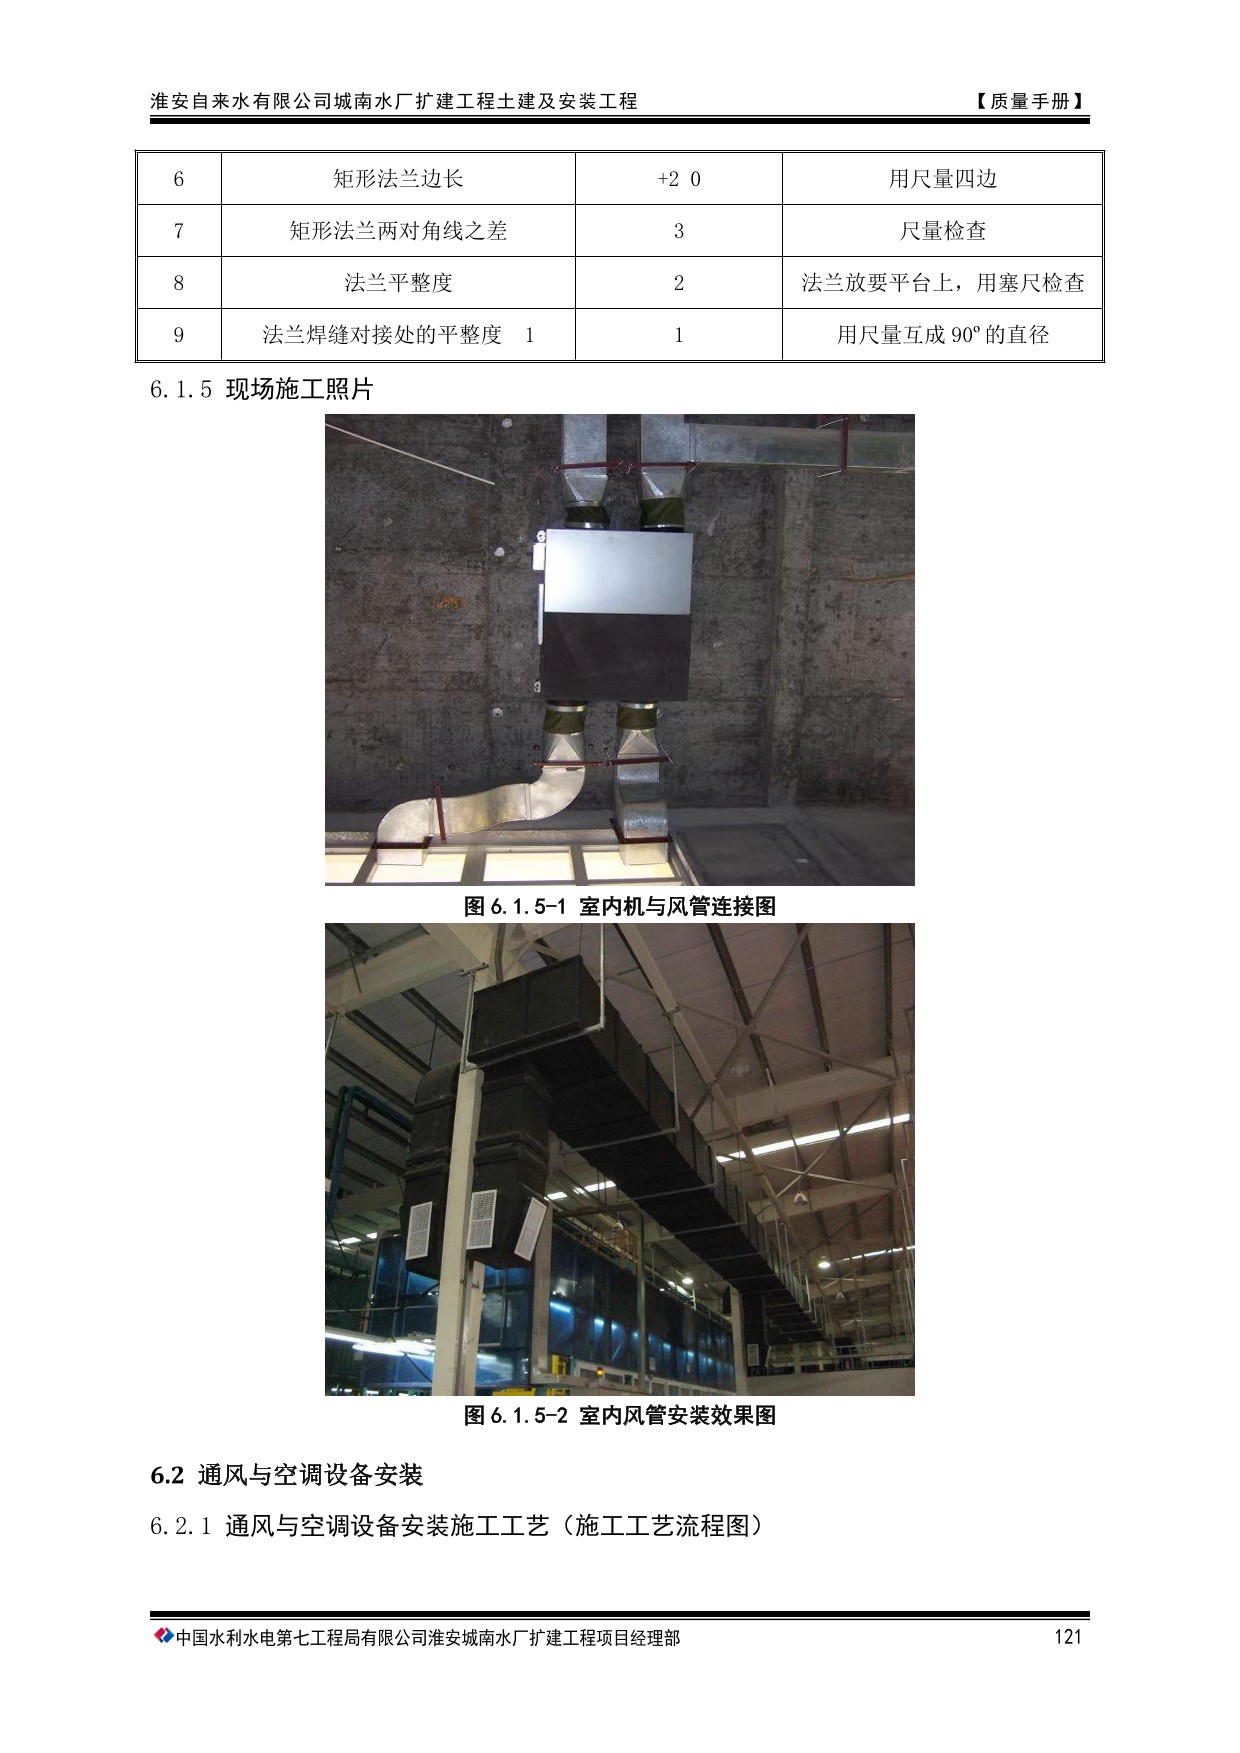 淮安自来水有限公司城南水厂扩建工程土建及安装工程 【质量手册】
6 矩形法兰边长 +2 0 用尺量四边
7 矩形法兰两对角线之差 3 尺量检查
8 法兰平整度 2 法兰放要平台上，用塞尺检查
9 法兰焊缝对接处的平整度 1 1 用尺量互成 90º 的直径
6.1.5 现场施工照片
图 6.1.5-1 室内机与风管连接图
图 6.1.5-2 室内风管安装效果图
6.2 通风与空调设备安装
6.2.1 通风与空调设备安装施工工艺（施工工艺流程图）
中国水利水电第七工程局有限公司淮安城南水厂扩建工程项目经理部 121